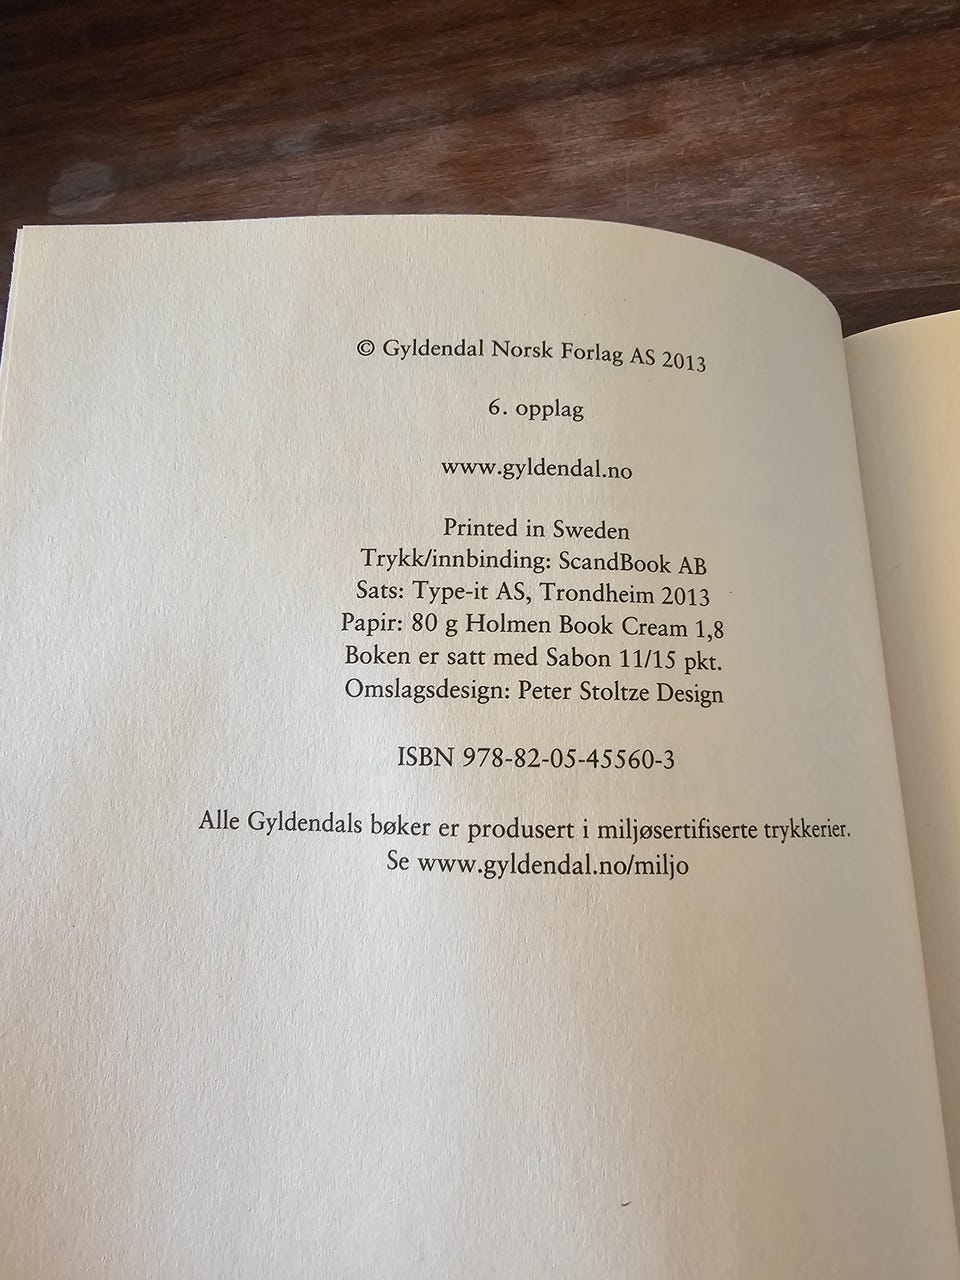 © Gyldendal Norsk Forlag AS 2013
6. opplag
www.gyldendal.no
Printed in Sweden
Trykk/innbinding: ScandBook AB
Sats: Type-it AS, Trondheim 2013
Papir: 80 g Holmen Book Cream 1,8
Boken er satt med Sabon 11/15 pkt.
Omslagsdesign: Peter Stoltze Design
ISBN 978-82-05-45560-3
Alle Gyldendals bøker er produsert i miljøsertifiserte trykkerier.
Se www.gyldendal.no/miljo